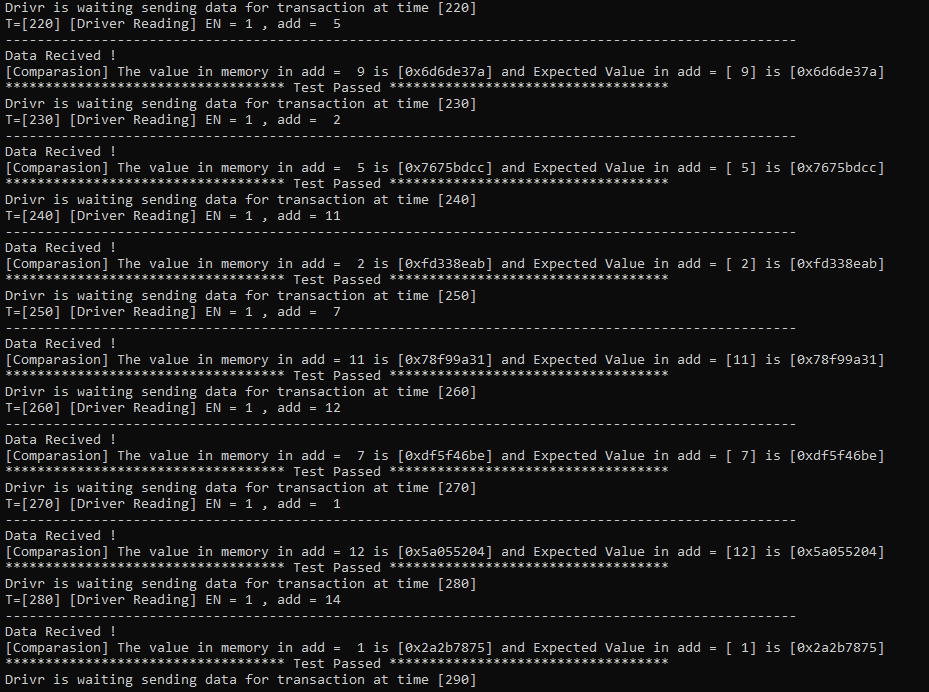 Drivr is waiting sending data for transaction at time [220]
T=[220] [Driver Reading] EN = 1 , add =  5
---------------------------------------------------------------------------------------------------
Data Recived !
[Comparasion] The value in memory in add =  9 is [0x6d6de37a] and Expected Value in add = [ 9] is [0x6d6de37a]
*********************************** Test Passed ***********************************
Drivr is waiting sending data for transaction at time [230]
T=[230] [Driver Reading] EN = 1 , add =  2
---------------------------------------------------------------------------------------------------
Data Recived !
[Comparasion] The value in memory in add =  5 is [0x7675bdcc] and Expected Value in add = [ 5] is [0x7675bdcc]
*********************************** Test Passed ***********************************
Drivr is waiting sending data for transaction at time [240]
T=[240] [Driver Reading] EN = 1 , add = 11
---------------------------------------------------------------------------------------------------
Data Recived !
[Comparasion] The value in memory in add =  2 is [0xfd338eab] and Expected Value in add = [ 2] is [0xfd338eab]
*********************************** Test Passed ***********************************
Drivr is waiting sending data for transaction at time [250]
T=[250] [Driver Reading] EN = 1 , add =  7
---------------------------------------------------------------------------------------------------
Data Recived !
[Comparasion] The value in memory in add = 11 is [0x78f99a31] and Expected Value in add = [11] is [0x78f99a31]
*********************************** Test Passed ***********************************
Drivr is waiting sending data for transaction at time [260]
T=[260] [Driver Reading] EN = 1 , add = 12
---------------------------------------------------------------------------------------------------
Data Recived !
[Comparasion] The value in memory in add =  7 is [0xdf5f46be] and Expected Value in add = [ 7] is [0xdf5f46be]
*********************************** Test Passed ***********************************
Drivr is waiting sending data for transaction at time [270]
T=[270] [Driver Reading] EN = 1 , add =  1
---------------------------------------------------------------------------------------------------
Data Recived !
[Comparasion] The value in memory in add = 12 is [0x5a055204] and Expected Value in add = [12] is [0x5a055204]
*********************************** Test Passed ***********************************
Drivr is waiting sending data for transaction at time [280]
T=[280] [Driver Reading] EN = 1 , add = 14
---------------------------------------------------------------------------------------------------
Data Recived !
[Comparasion] The value in memory in add =  1 is [0x2a2b7875] and Expected Value in add = [ 1] is [0x2a2b7875]
*********************************** Test Passed ***********************************
Drivr is waiting sending data for transaction at time [290]